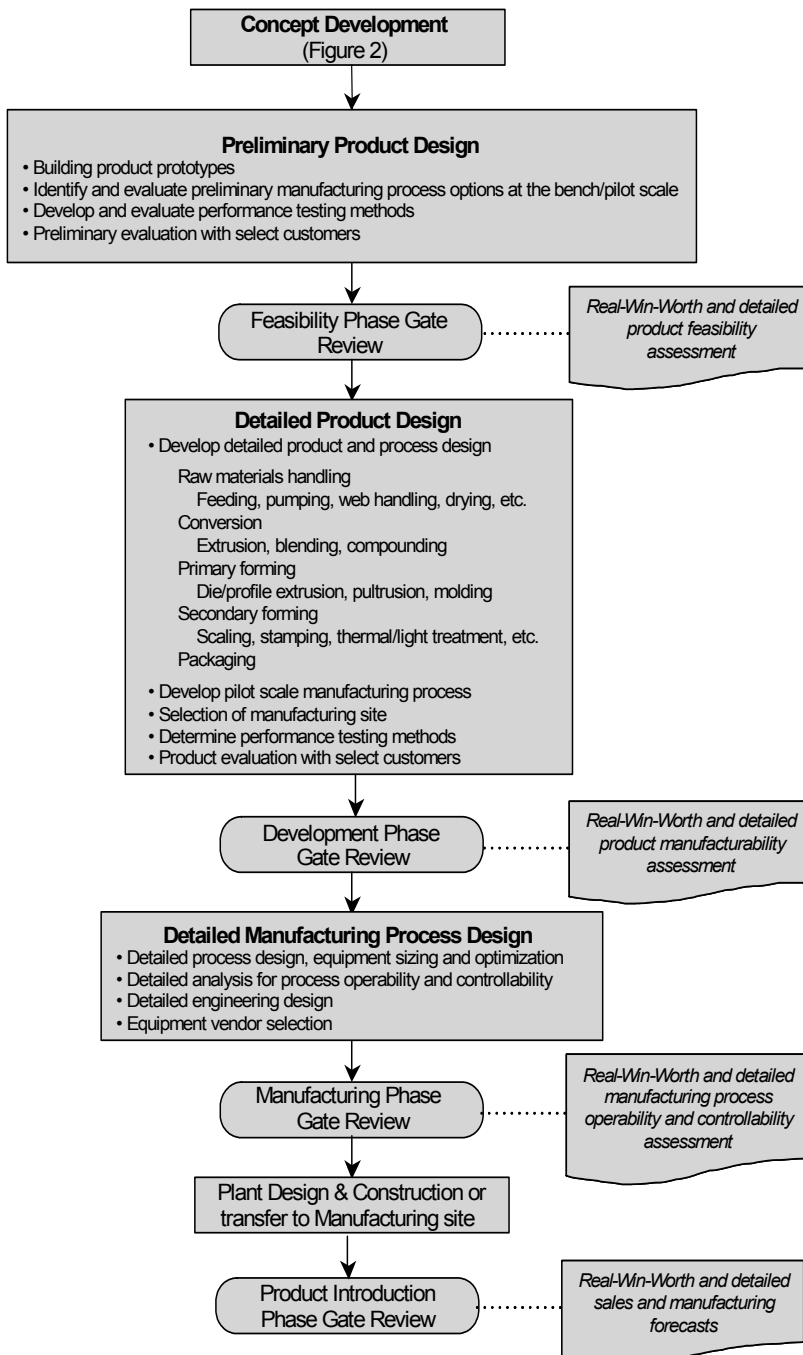 Concept Development
(Figure 2)
Preliminary Product Design
• Building product prototypes
• Identify and evaluate preliminary manufacturing process options at the bench/pilot scale
• Develop and evaluate performance testing methods
• Preliminary evaluation with select customers
Feasibility Phase Gate
Review
Real-Win-Worth and detailed
product feasibility
assessment
Detailed Product Design
• Develop detailed product and process design
Raw materials handling
Feeding, pumping, web handling, drying, etc.
Conversion
Extrusion, blending, compounding
Primary forming
Die/profile extrusion, pultrusion, molding
Secondary forming
Scaling, stamping, thermal/light treatment, etc.
Packaging
• Develop pilot scale manufacturing process
• Selection of manufacturing site
• Determine performance testing methods
• Product evaluation with select customers
Development Phase
Gate Review
Real-Win-Worth and detailed
product manufacturability
assessment
Detailed Manufacturing Process Design
• Detailed process design, equipment sizing and optimization
• Detailed analysis for process operability and controllability
• Detailed engineering design
• Equipment vendor selection
Manufacturing Phase
Gate Review
Real-Win-Worth and detailed
manufacturing process
operability and controllability
assessment
Plant Design & Construction or
transfer to Manufacturing site
Product Introduction
Phase Gate Review
Real-Win-Worth and detailed
sales and manufacturing
forecasts